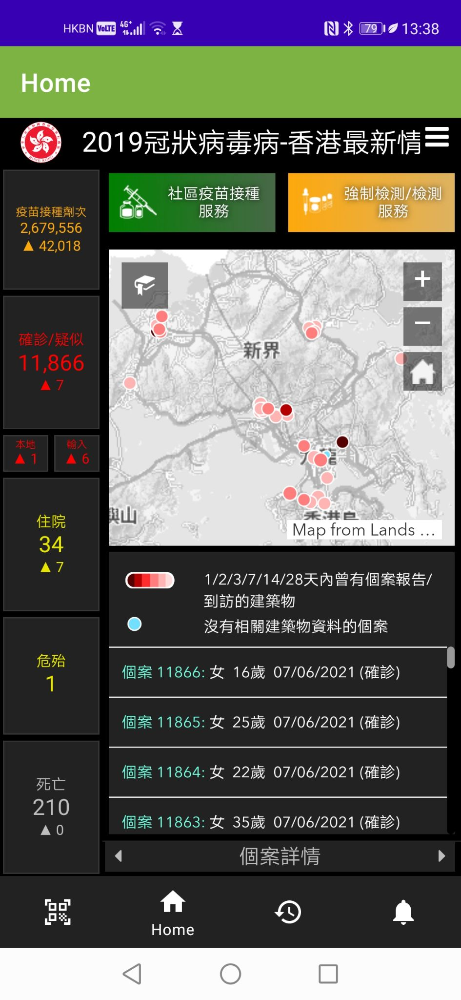 HKBN VoLTE 4G+ 79 13:38
Home
HONG KONG
2019冠狀病毒病-香港最新情
疫苗接種劑次
2,679,556
▲ 42,018
確診/疑似
11,866
▲ 7
本地
▲ 1
輸入
▲ 6
住院
34
▲ 7
危殆
1
死亡
210
▲ 0
社區疫苗接種
服務
強制檢測/檢測
服務
+
−
新界
九龍
香港島
嶼山
Map from Lands ...
1/2/3/7/14/28天內曾有個案報告/
到訪的建築物
沒有相關建築物資料的個案
個案 11866: 女 16歲 07/06/2021 (確診)
個案 11865: 女 25歲 07/06/2021 (確診)
個案 11864: 女 22歲 07/06/2021 (確診)
個案 11863: 女 35歲 07/06/2021 (確診)
個案詳情
Home